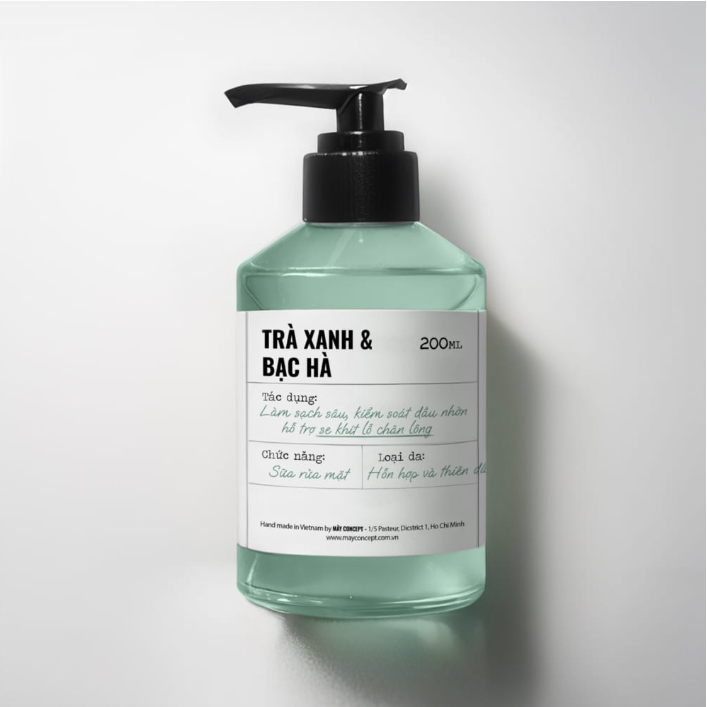 TRÀ XANH &
BẠC HÀ
200ML
Tác dụng:
Làm sạch sâu, kiểm soát dầu nhờn
hỗ trợ se khít lỗ chân lông
Chức năng:
Sữa rửa mặt
Loại da:
Hỗn hợp và thiên
Hand made in Vietnam by MÂY CONCEPT - 1/5 Pasteur, Dicstrict 1, Ho Chi Minh
www.mayconcept.com.vn